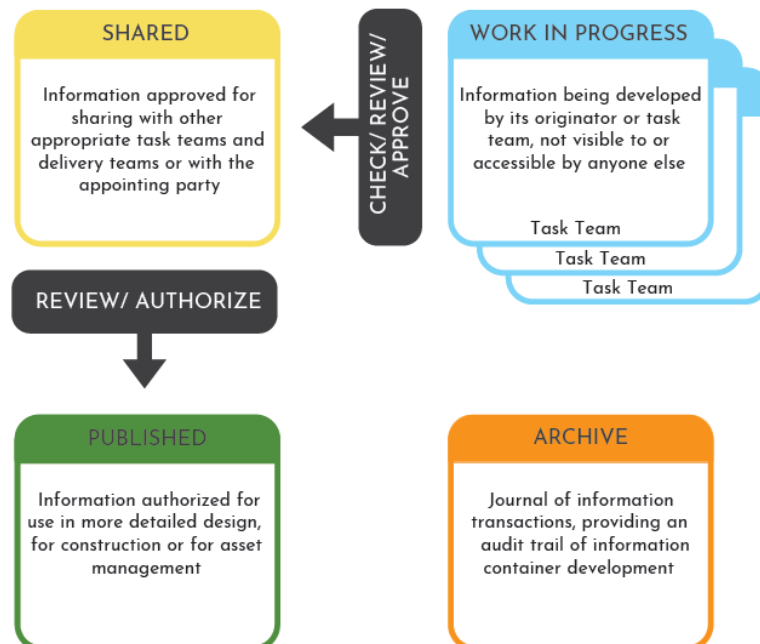 SHARED
Information approved for
sharing with other
appropriate task teams and
delivery teams or with the
appointing party
CHECK/ REVIEW/
APPROVE
WORK IN PROGRESS
Information being developed
by its originator or task
team, not visible to or
accessible by anyone else
Task Team
Task Team
Task Team
REVIEW/ AUTHORIZE
PUBLISHED
Information authorized for
use in more detailed design,
for construction or for asset
management
ARCHIVE
Journal of information
transactions, providing an
audit trail of information
container development